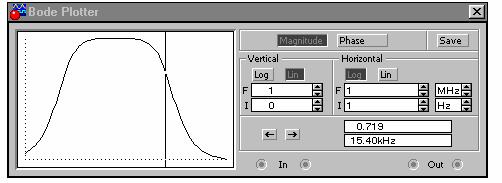 Bode Plotter
Magnitude Phase Save
Vertical Horizontal
Log Lin Log Lin
F 1 F 1 MHz
I 0 I 1 Hz
0.719
15.40kHz
In Out